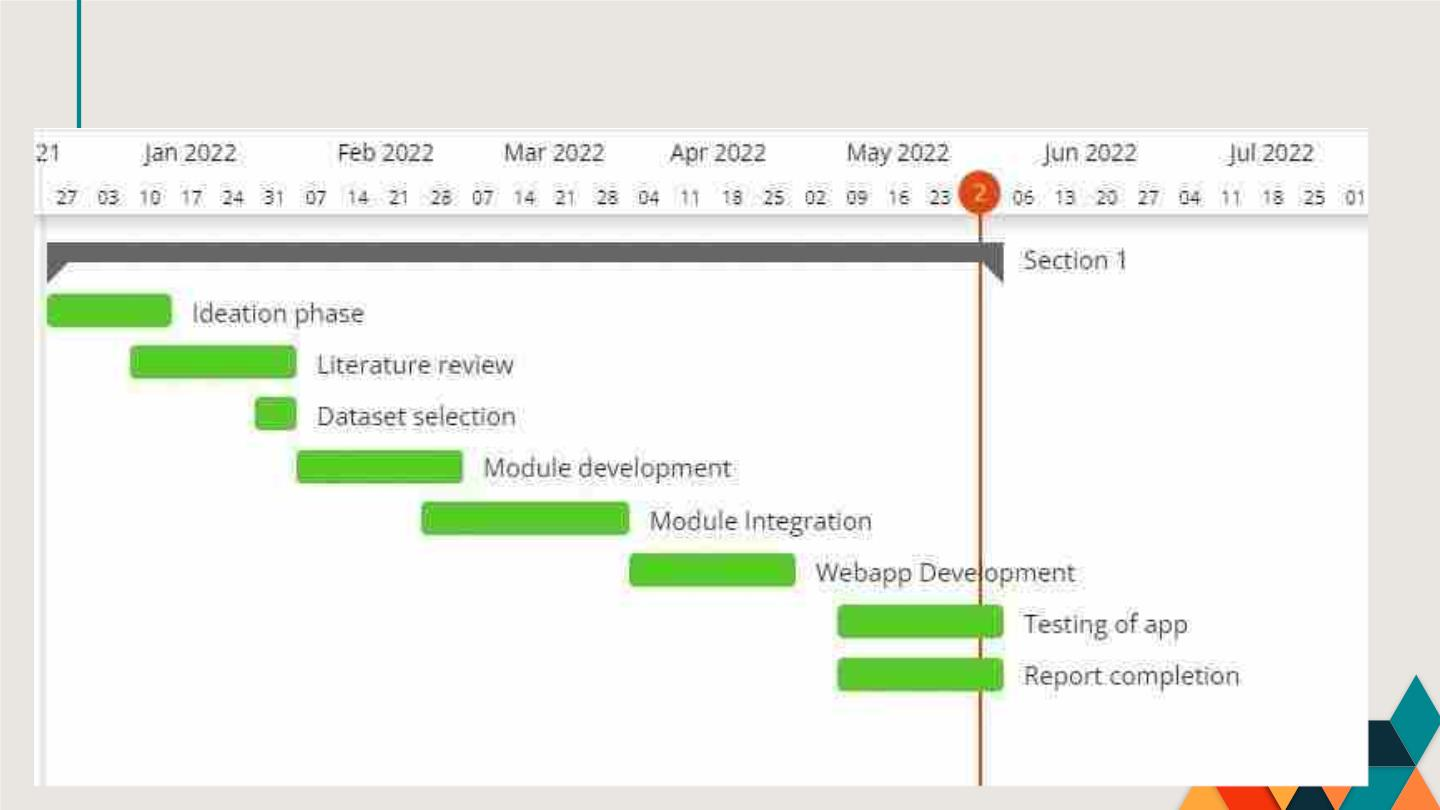 21 Jan 2022 Feb 2022 Mar 2022 Apr 2022 May 2022 Jun 2022 Jul 2022
27 03 10 17 24 31 07 14 21 28 07 14 21 28 04 11 18 25 02 09 16 23 2 06 13 20 27 04 11 18 25 01
Section 1
Ideation phase
Literature review
Dataset selection
Module development
Module Integration
Webapp Development
Testing of app
Report completion